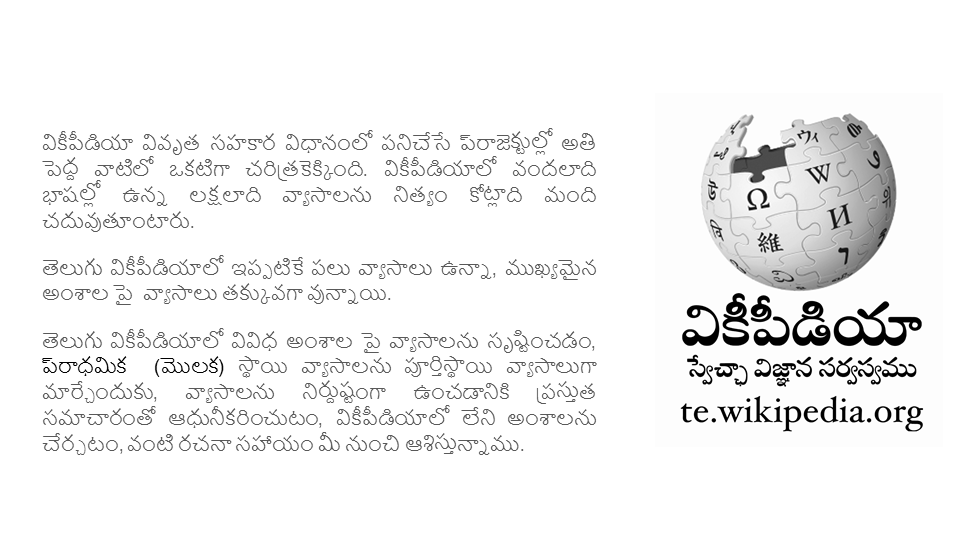 వికీపీడియా వివృత సహకార విధానంలో పనిచేసే ప్రాజెక్టుల్లో అతి
పెద్ద వాటిలో ఒకటిగా చరిత్రకెక్కింది. వికీపీడియాలో వందలాది
భాషల్లో ఉన్న లక్షలాది వ్యాసాలను నిత్యం కోట్లాది మంది
చదువుతూంటారు.
తెలుగు వికీపీడియాలో ఇప్పటికే పలు వ్యాసాలు ఉన్నా, ముఖ్యమైన
అంశాల పై వ్యాసాలు తక్కువగా వున్నాయి.
తెలుగు వికీపీడియాలో వివిధ అంశాల పై వ్యాసాలను సృష్టించడం,
ప్రాధమిక (మొలక) స్థాయి వ్యాసాలను పూర్తిస్థాయి వ్యాసాలుగా
మార్చేందుకు, వ్యాసాలను నిర్దుష్టంగా ఉంచడానికి ప్రస్తుత
సమాచారంతో ఆధునీకరించుటం, వికీపీడియాలో లేని అంశాలను
చేర్చటం, వంటి రచనా సహాయం మీ నుంచి ఆశిస్తున్నాము.
ウィ
W
Ω
И
維
వికీపీడియా
స్వేచ్ఛా విజ్ఞాన సర్వస్వము
te.wikipedia.org